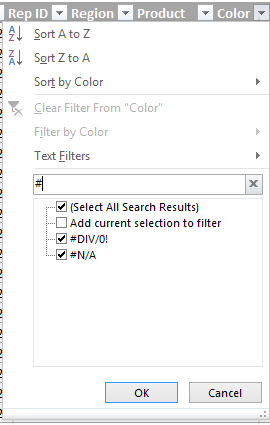 Rep ID Region Product Color
Sort A to Z
Sort Z to A
Sort by Color
Clear Filter From "Color"
Filter by Color
Text Filters
#
(Select All Search Results)
Add current selection to filter
#DIV/0!
#N/A
OK Cancel